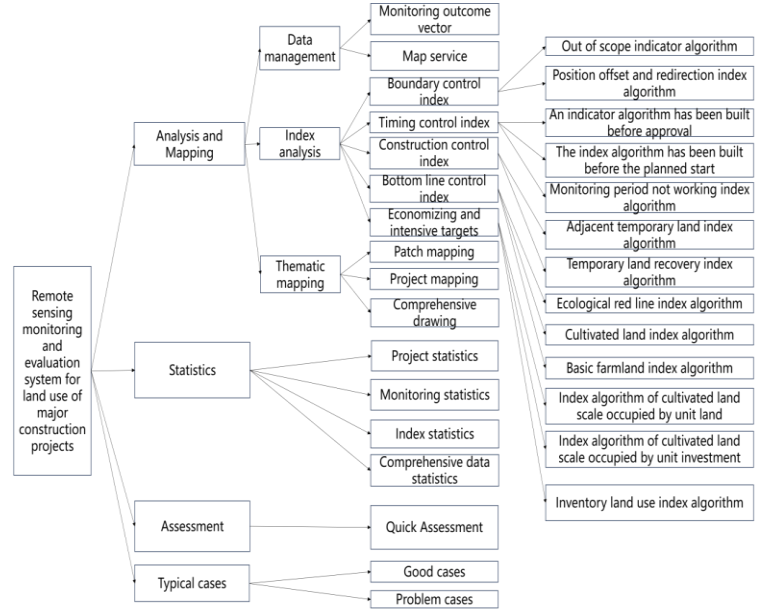 Remote
sensing
monitoring
and
evaluation
system for
land use of
major
construction
projects
Analysis and
Mapping
Statistics
Assessment
Typical cases
Data
management
Index
analysis
Thematic
mapping
Monitoring outcome
vector
Map service
Boundary control
index
Timing control index
Construction control
index
Bottom line control
index
Economizing and
intensive targets
Patch mapping
Project mapping
Comprehensive
drawing
Project statistics
Monitoring statistics
Index statistics
Comprehensive data
statistics
Quick Assessment
Good cases
Problem cases
Out of scope indicator algorithm
Position offset and redirection index
algorithm
An indicator algorithm has been built
before approval
The index algorithm has been built
before the planned start
Monitoring period not working index
algorithm
Adjacent temporary land index
algorithm
Temporary land recovery index
algorithm
Ecological red line index algorithm
Cultivated land index algorithm
Basic farmland index algorithm
Index algorithm of cultivated land
scale occupied by unit land
Index algorithm of cultivated land
scale occupied by unit investment
Inventory land use index algorithm